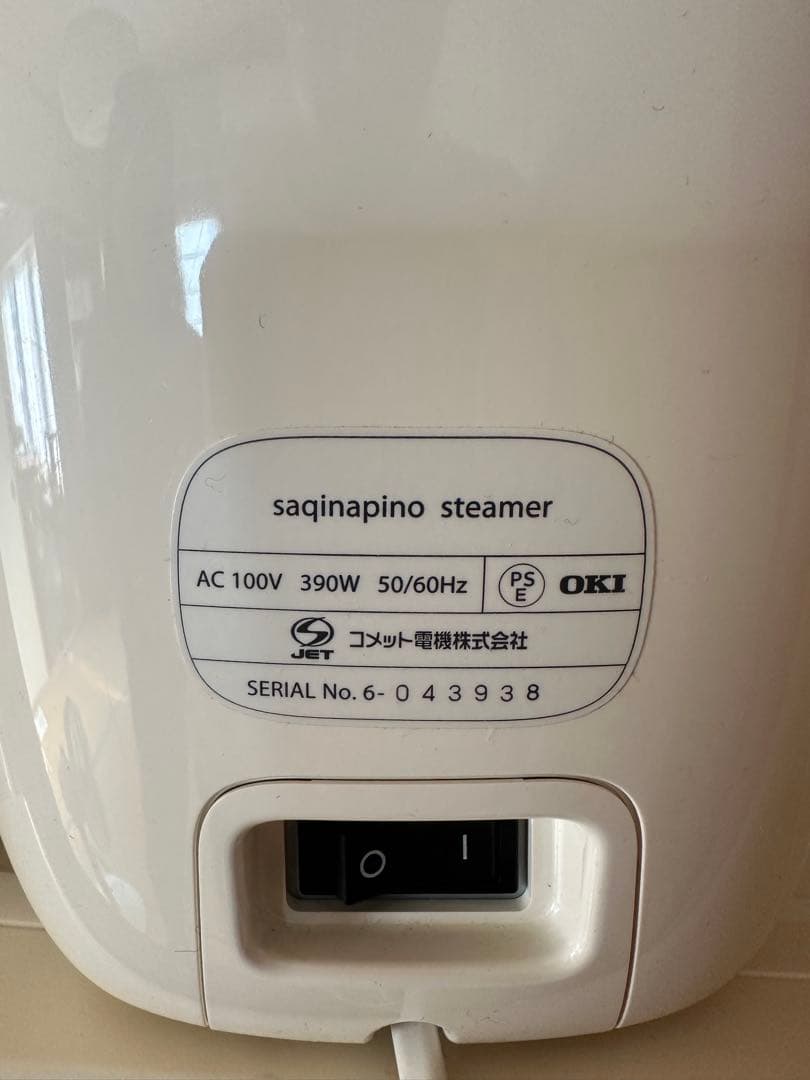 saqinapino steamer
AC 100V 390W 50/60Hz PS E OKI
JET コメット電機株式会社
SERIAL No. 6- 0 4 3 9 3 8
O I